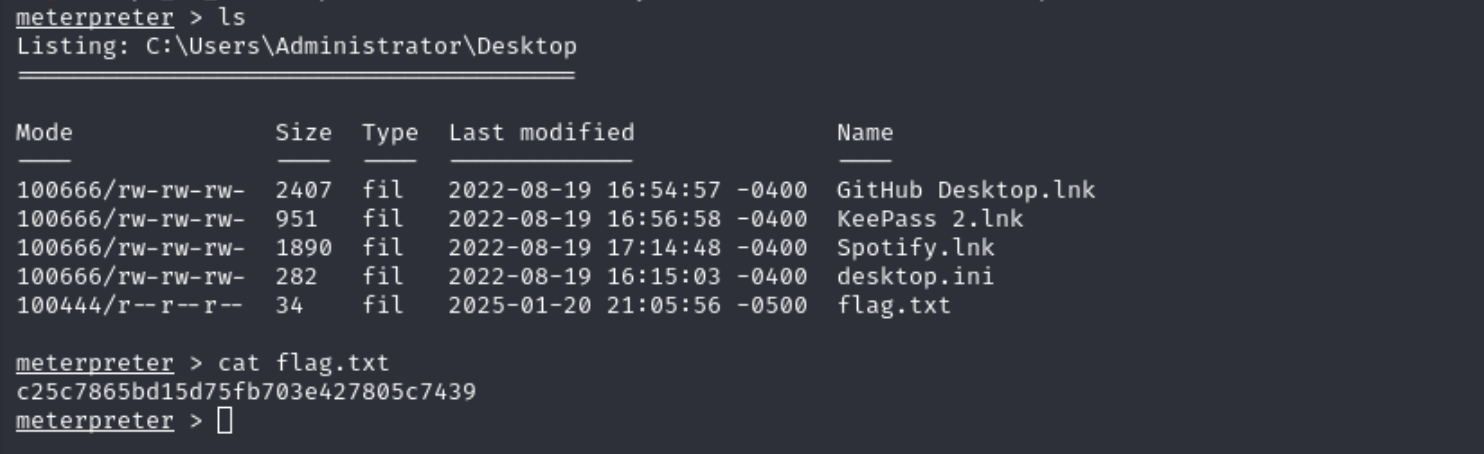 meterpreter > ls
Listing: C:\Users\Administrator\Desktop
Mode Size Type Last modified Name
100666/rw-rw-rw- 2407 fil 2022-08-19 16:54:57 -0400 GitHub Desktop.lnk
100666/rw-rw-rw- 951 fil 2022-08-19 16:56:58 -0400 KeePass 2.lnk
100666/rw-rw-rw- 1890 fil 2022-08-19 17:14:48 -0400 Spotify.lnk
100666/rw-rw-rw- 282 fil 2022-08-19 16:15:03 -0400 desktop.ini
100444/r--r--r-- 34 fil 2025-01-20 21:05:56 -0500 flag.txt
meterpreter > cat flag.txt
c25c7865bd15d75fb703e427805c7439
meterpreter >